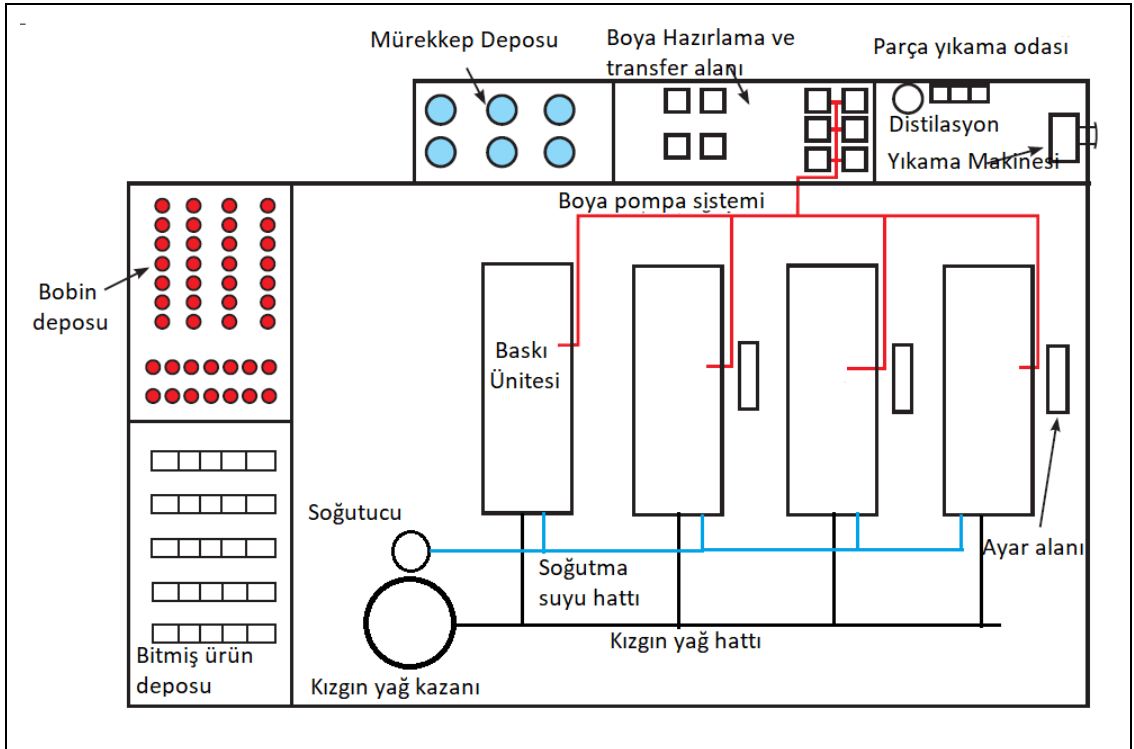 Mürekkep Deposu
Boya Hazırlama ve
transfer alanı
Parça yıkama odası
Distilasyon
Yıkama Makinesi
Boya pompa sistemi
Bobin
deposu
Baskı
Ünitesi
Soğutucu
Ayar alanı
Soğutma
suyu hattı
Kızgın yağ hattı
Bitmiş ürün
deposu
Kızgın yağ kazanı